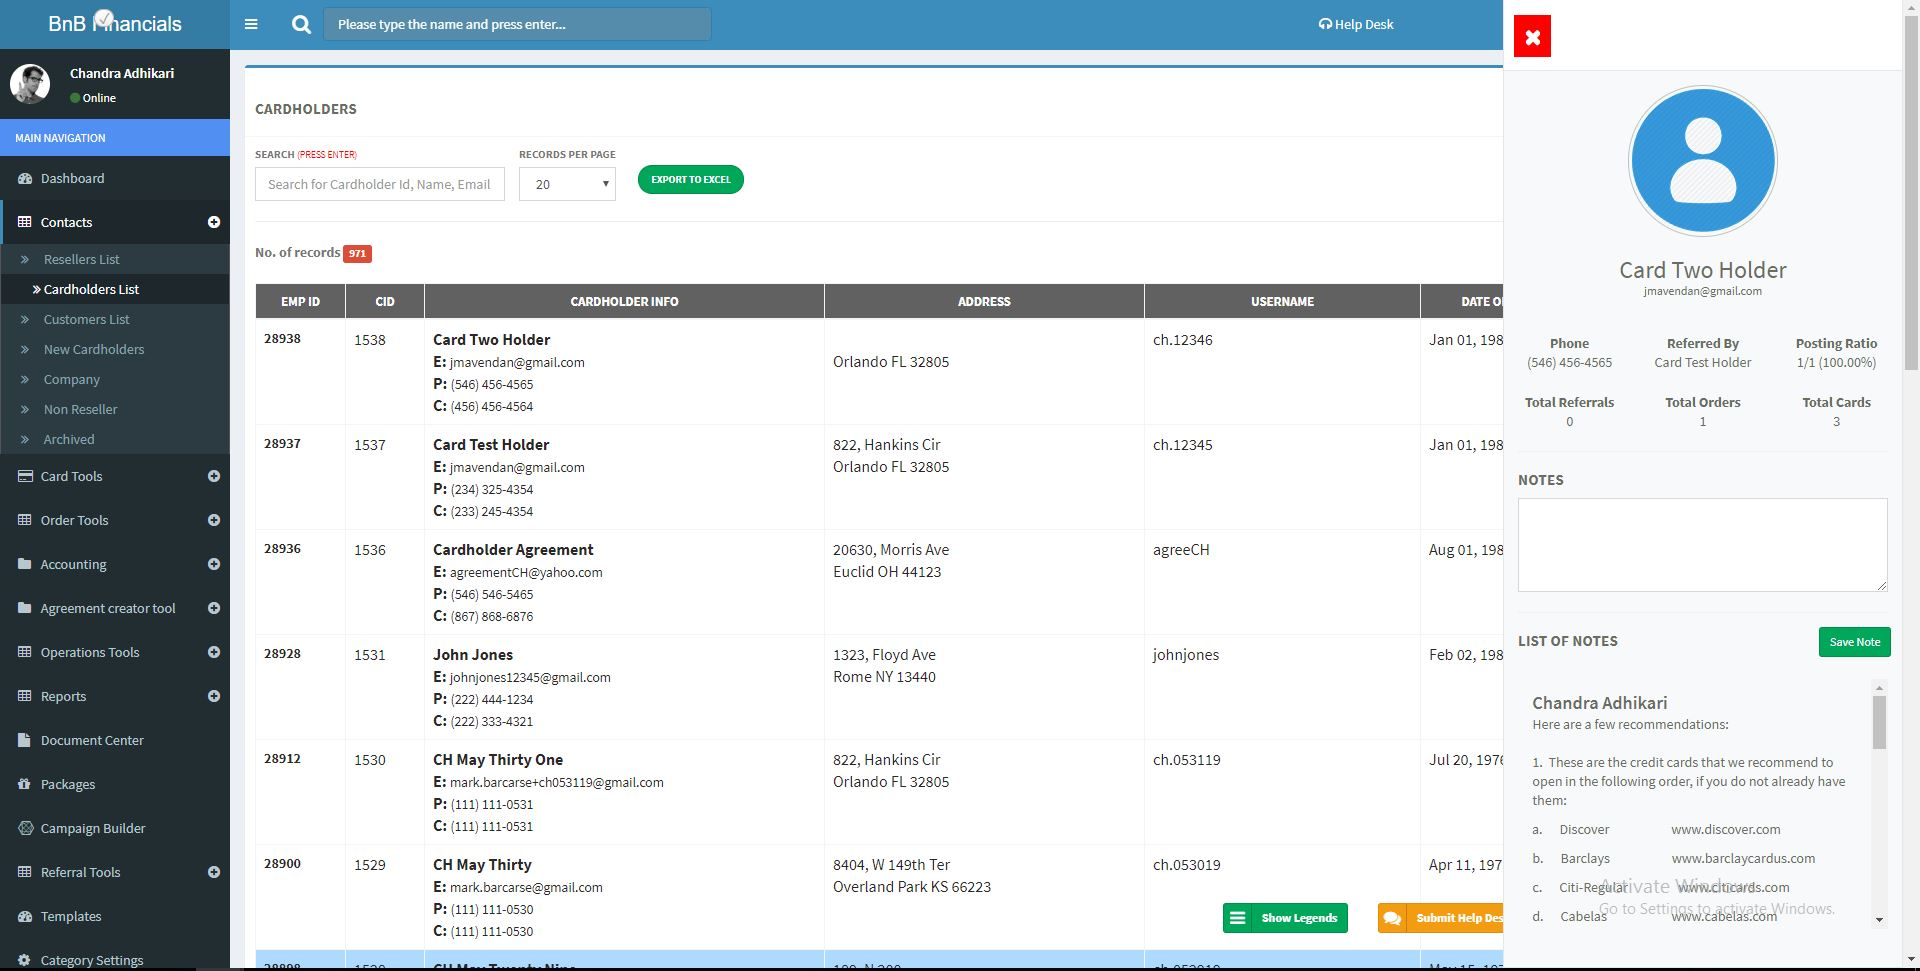 BnB Financials
Please type the name and press enter...
Help Desk
Chandra Adhikari
Online
MAIN NAVIGATION
Dashboard
Contacts
Resellers List
Cardholders List
Customers List
New Cardholders
Company
Non Reseller
Archived
Card Tools
Order Tools
Accounting
Agreement creator tool
Operations Tools
Reports
Document Center
Packages
Campaign Builder
Referral Tools
Templates
Category Settings
CARDHOLDERS
SEARCH (PRESS ENTER)
RECORDS PER PAGE
Search for Cardholder Id, Name, Email
20
EXPORT TO EXCEL
No. of records 971
EMP ID CID CARDHOLDER INFO ADDRESS USERNAME DATE O
28938 1538 Card Two Holder ch.12346 Jan 01, 198
E: jmavendan@gmail.com Orlando FL 32805
P: (546) 456-4565
C: (456) 456-4564
28937 1537 Card Test Holder 822, Hankins Cir ch.12345 Jan 01, 198
E: jmavendan@gmail.com Orlando FL 32805
P: (234) 325-4354
C: (233) 245-4354
28936 1536 Cardholder Agreement 20630, Morris Ave agreeCH Aug 01, 198
E: agreementCH@yahoo.com Euclid OH 44123
P: (546) 546-5465
C: (867) 868-6876
28928 1531 John Jones 1323, Floyd Ave johnjones Feb 02, 198
E: johnjones12345@gmail.com Rome NY 13440
P: (222) 444-1234
C: (222) 333-4321
28912 1530 CH May Thirty One 822, Hankins Cir ch.053119 Jul 20, 1976
E: mark.barcarse+ch053119@gmail.com Orlando FL 32805
P: (111) 111-0531
C: (111) 111-0531
28900 1529 CH May Thirty 8404, W 149th Ter ch.053019 Apr 11, 197
E: mark.barcarse@gmail.com Overland Park KS 66223
P: (111) 111-0530
C: (111) 111-0530
CH May Twenty Nine
Show Legends
Submit Help Des
Card Two Holder
jmavendan@gmail.com
Phone Referred By Posting Ratio
(546) 456-4565 Card Test Holder 1/1 (100.00%)
Total Referrals Total Orders Total Cards
0 1 3
NOTES
LIST OF NOTES
Save Note
Chandra Adhikari
Here are a few recommendations:
1. These are the credit cards that we recommend to
open in the following order, if you do not already have
them:
a. Discover www.discover.com
b. Barclays www.barclaycardus.com
c. Citi-Regular www.citicards.com
d. Cabelas www.cabelas.com
Activate Windows
Go to Settings to activate Windows.